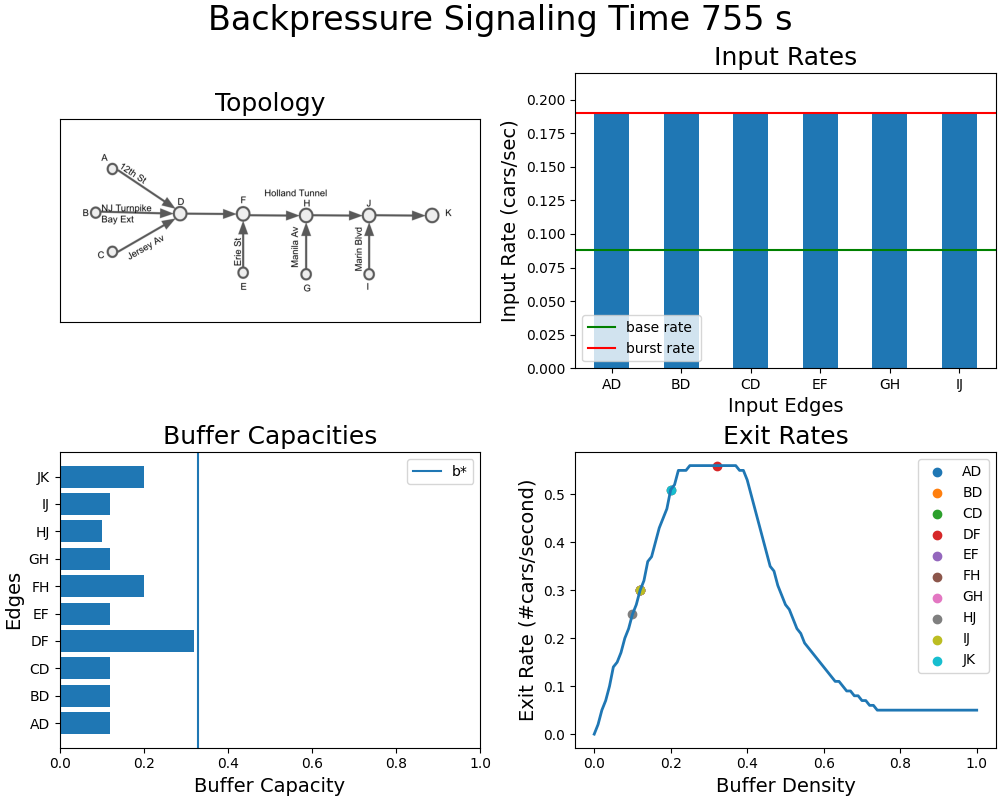 Backpressure Signaling Time 755 s
Topology
A
12th St
B
NJ Turnpike
Bay Ext
C
Jersey Av
D
F
Holland Tunnel
H
J
K
Erie St
Manila Av
Marin Blvd
E
G
I
Input Rates
Input Rate (cars/sec)
0.200
0.175
0.150
0.125
0.100
0.075
0.050
0.025
0.000
base rate
burst rate
AD BD CD EF GH IJ
Input Edges
Buffer Capacities
Edges
JK
IJ
HJ
GH
FH
EF
DF
CD
BD
AD
b*
0.0 0.2 0.4 0.6 0.8 1.0
Buffer Capacity
Exit Rates
Exit Rate (#cars/second)
0.5
0.4
0.3
0.2
0.1
0.0
AD
BD
CD
DF
EF
FH
GH
HJ
IJ
JK
0.0 0.2 0.4 0.6 0.8 1.0
Buffer Density